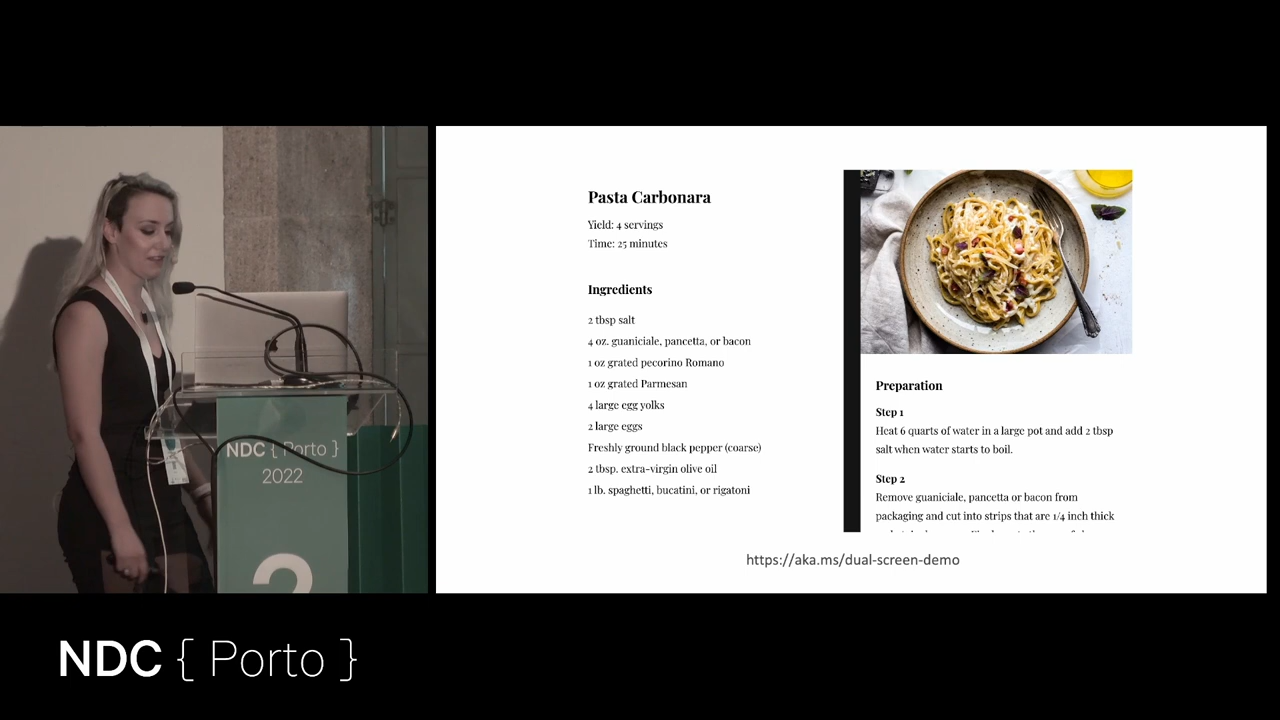 Pasta Carbonara
Yield: 4 servings
Time: 25 minutes
Ingredients
2 tbsp salt
4 oz. guaniciale, pancetta, or bacon
1 oz grated pecorino Romano
1 oz grated Parmesan
4 large egg yolks
2 large eggs
Freshly ground black pepper (coarse)
2 tbsp. extra-virgin olive oil
1 lb. spaghetti, bucatini, or rigatoni
Preparation
Step 1
Heat 6 quarts of water in a large pot and add 2 tbsp
salt when water starts to boil.
Step 2
Remove guaniciale, pancetta or bacon from
packaging and cut into strips that are 1/4 inch thick
https://aka.ms/dual-screen-demo
NDC { Porto }
2022
2
NDC { Porto }